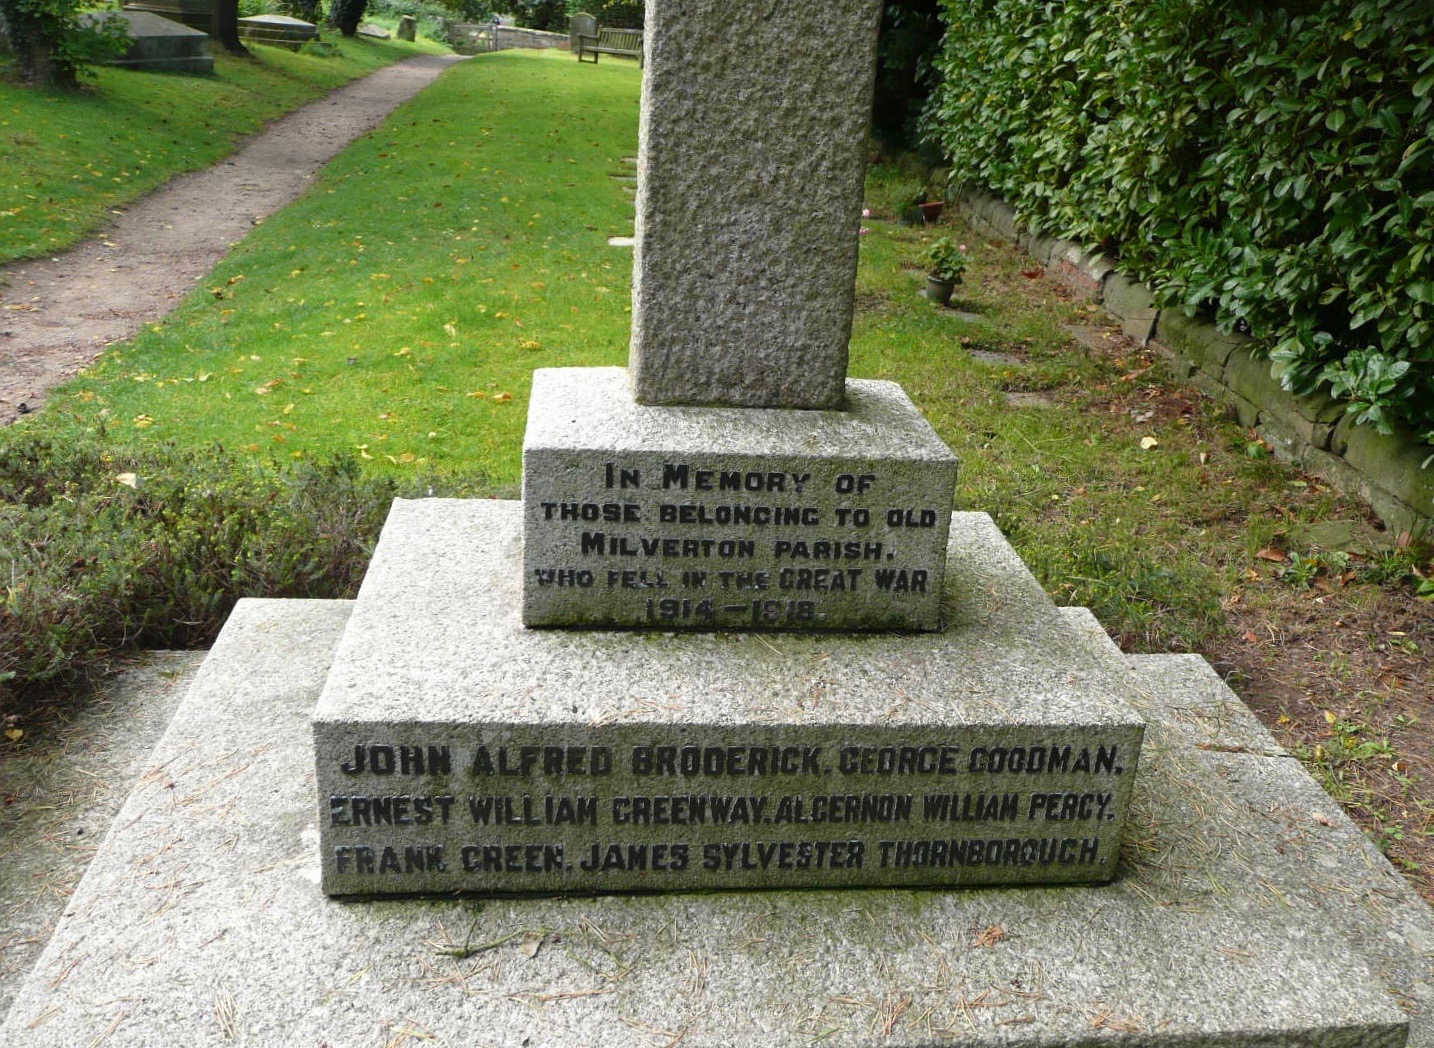 IN MEMORY OF
THOSE BELONGING TO OLD
MILVERTON PARISH.
WHO FELL IN THE GREAT WAR
1914-1918.
JOHN ALFRED BRODERICK, GEORGE GOODMAN,
ERNEST WILLIAM GREENWAY, ALGERNON WILLIAM PERCY,
FRANK GREEN. JAMES SYLVESTER THORNBOROUGH.